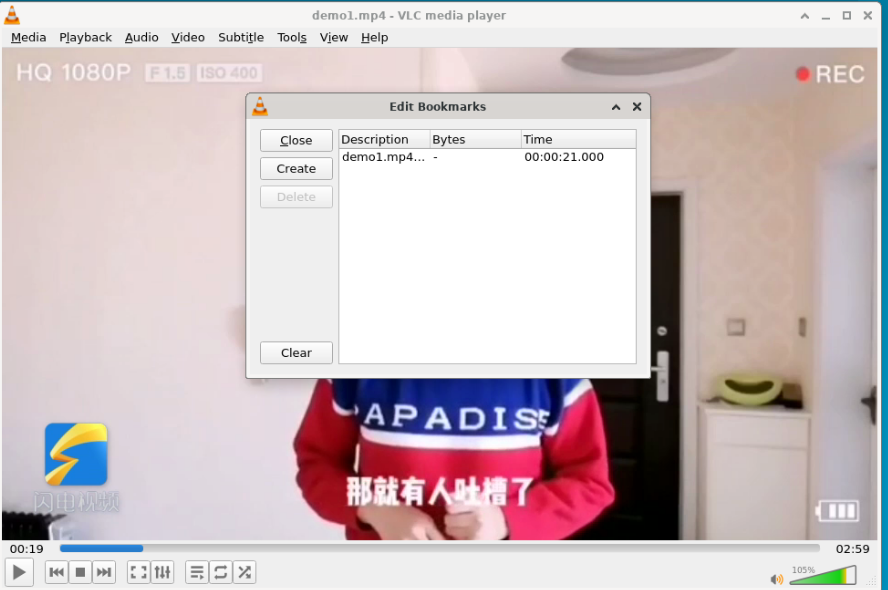 demo1.mp4 - VLC media player
Media Playback Audio Video Subtitle Tools View Help
HQ 1080P F 1.5 ISO 400
REC
Edit Bookmarks
Close
Create
Delete
Clear
Description Bytes Time
demo1.mp4... - 00:00:21.000
APADISE
闪电视频
那就有人吐槽了
00:19
02:59
105%